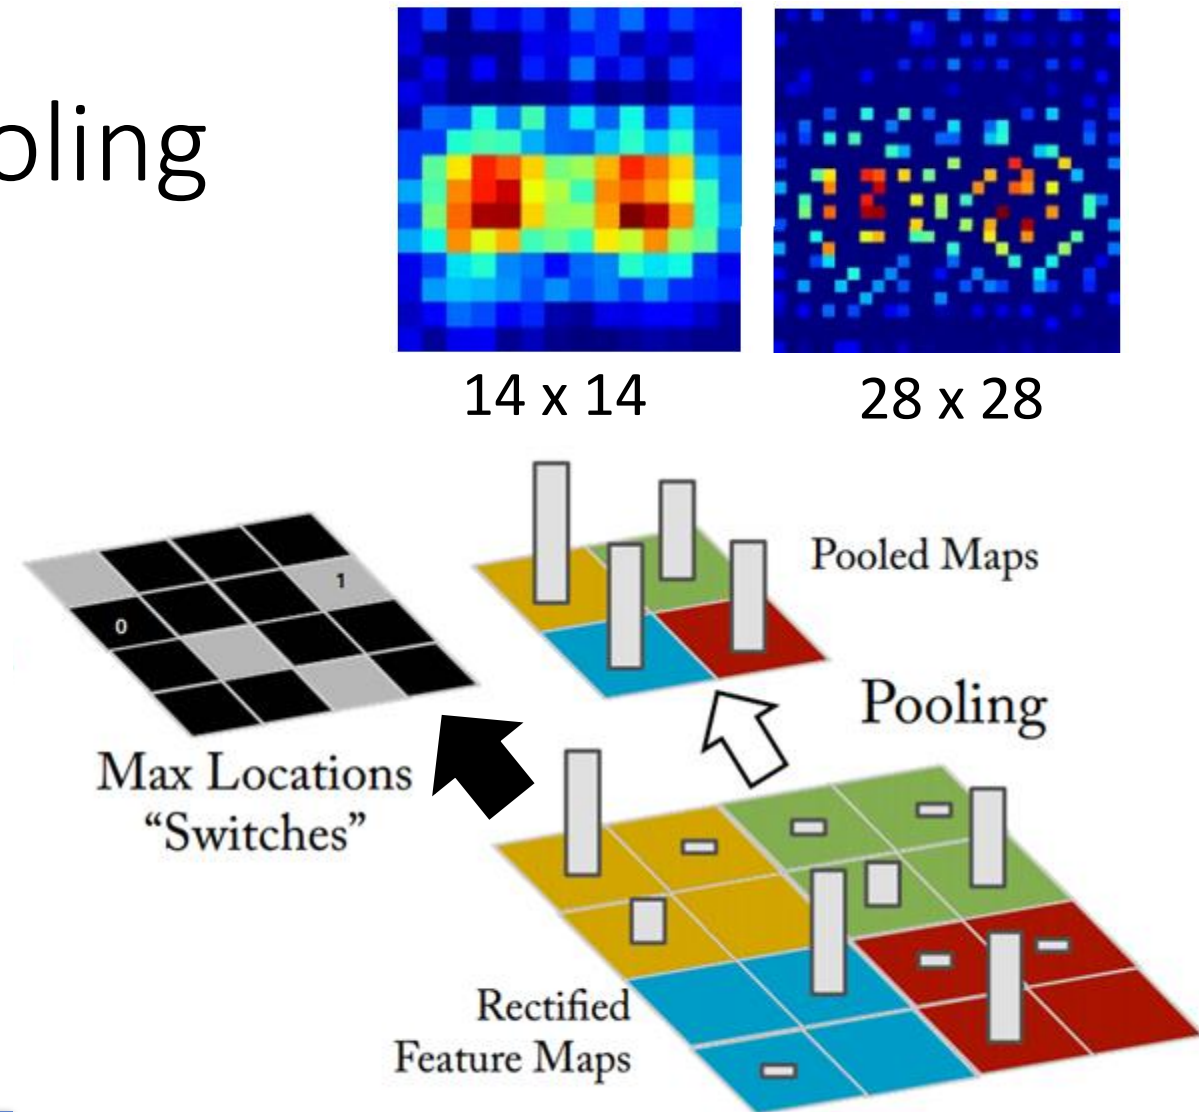 oling
14 x 14
28 x 28
Pooled Maps
1
0
Pooling
Max Locations
“Switches”
Rectified
Feature Maps